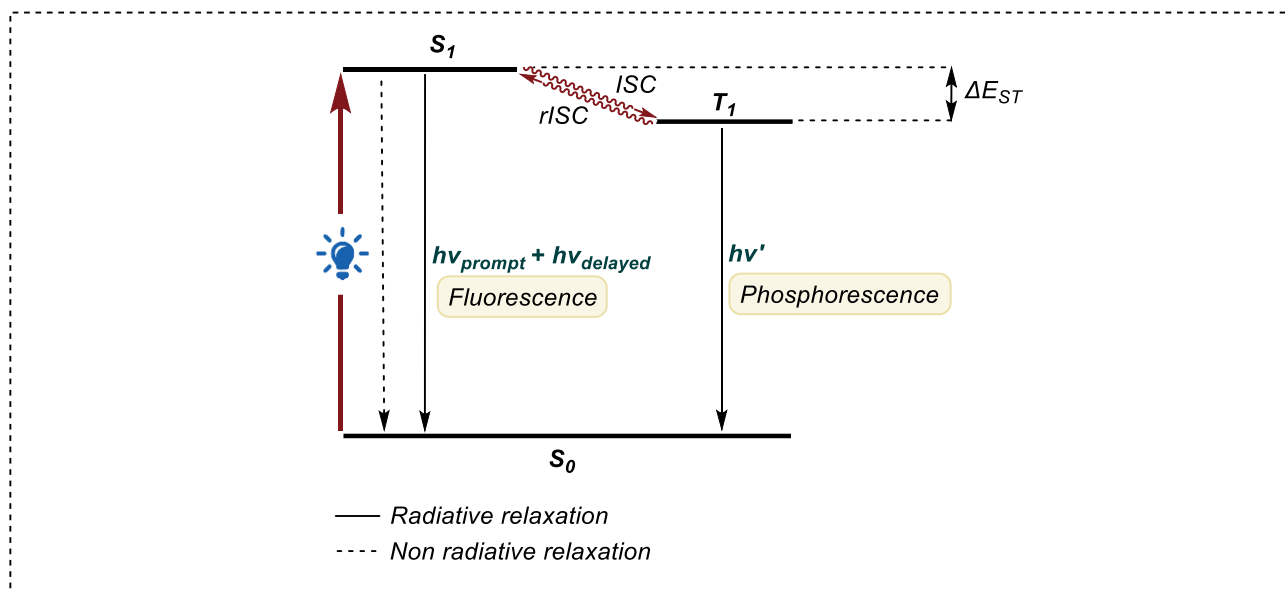 S1
ISC
rISC
T1
ΔEST
hνprompt + hνdelayed
Fluorescence
hν'
Phosphorescence
S0
Radiative relaxation
Non radiative relaxation